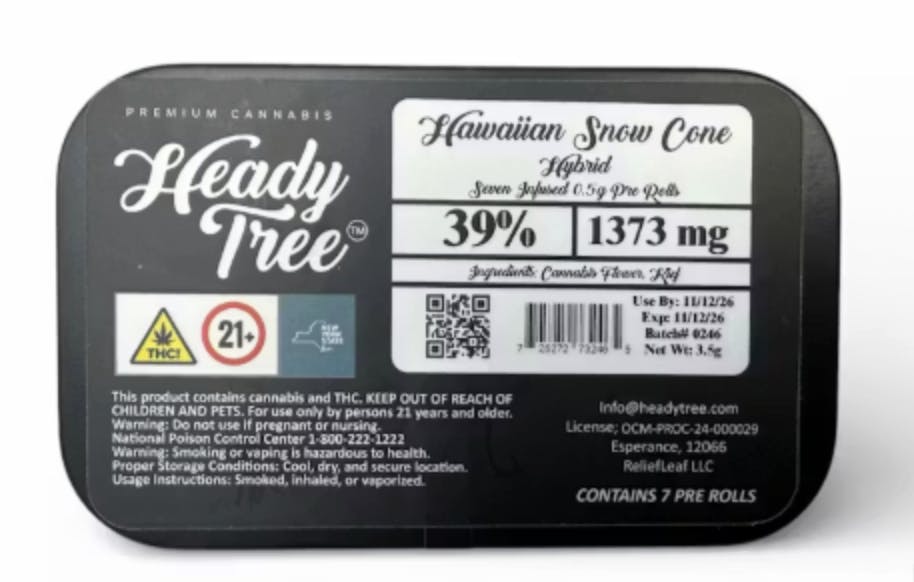 PREMIUM CANNABIS
Heady
Tree™
Hawaiian Snow Cone
Hybrid
Seven Infused 0.5g Pre Rolls
39%
1373 mg
Ingredients: Cannabis Flower, Kief
Use By: 11/12/26
Exp: 11/12/26
Batch# 0246
Net Wt: 3.5g
THC!
21+
NEW
YORK
STATE
This product contains cannabis and THC. KEEP OUT OF REACH OF
CHILDREN AND PETS. For use only by persons 21 years and older.
Warning: Do not use if pregnant or nursing.
National Poison Control Center 1-800-222-1222
Warning: Smoking or vaping is hazardous to health.
Proper Storage Conditions: Cool, dry, and secure location.
Usage Instructions: Smoked, inhaled, or vaporized.
Info@headytree.com
License; OCM-PROC-24-000029
Esperance, 12066
ReliefLeaf LLC
CONTAINS 7 PRE ROLLS